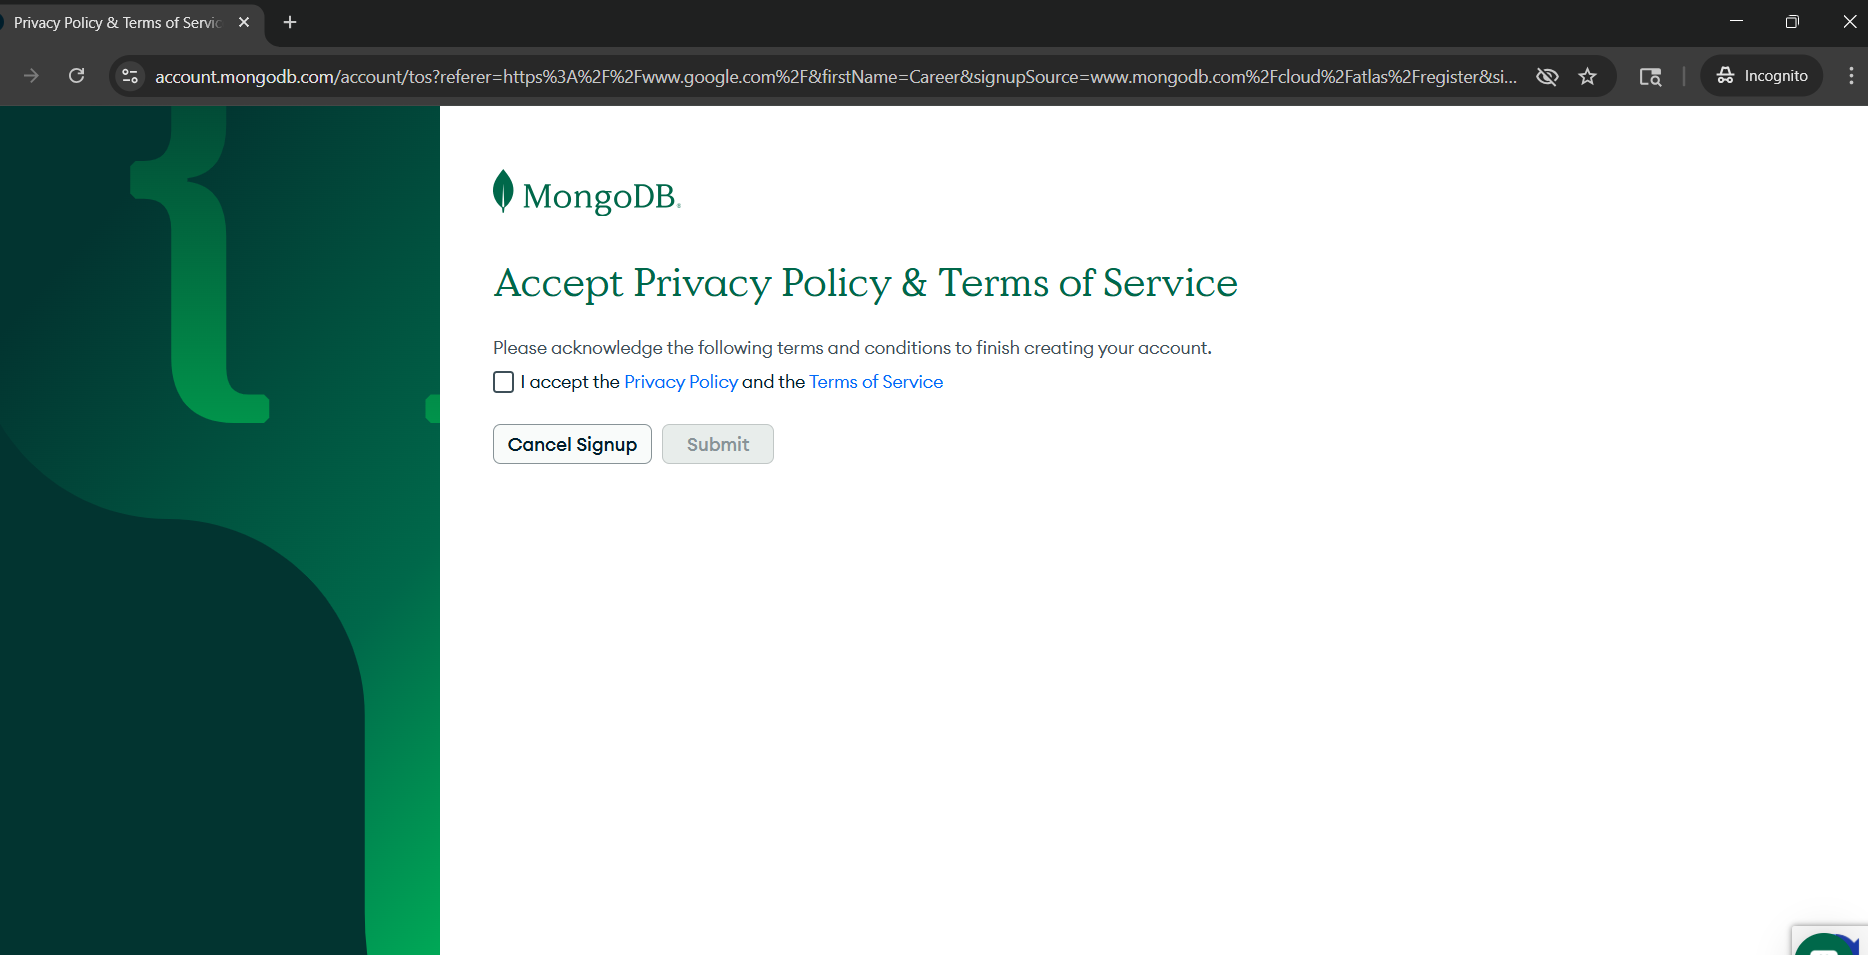 Privacy Policy & Terms of Servic
account.mongodb.com/account/tos?referer=https%3A%2F%2Fwww.google.com%2F&firstName=Career&signupSource=www.mongodb.com%2Fcloud%2Fatlas%2Fregister&si...
Incognito
MongoDB.
Accept Privacy Policy & Terms of Service
Please acknowledge the following terms and conditions to finish creating your account.
I accept the Privacy Policy and the Terms of Service
Cancel Signup
Submit